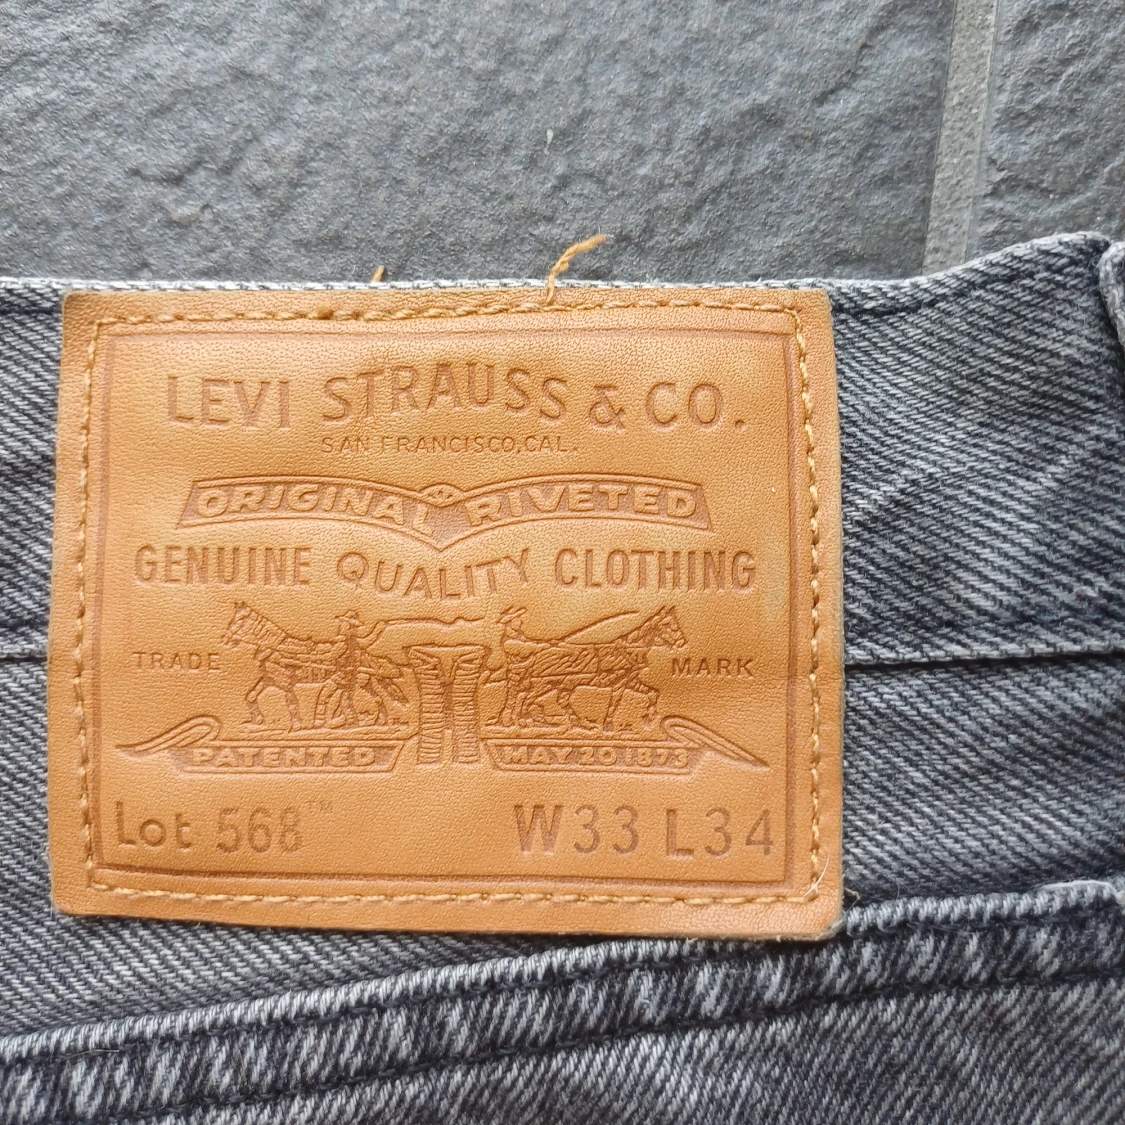 LEVI STRAUSS & CO.
SAN FRANCISCO, CAL.
ORIGINAL RIVETED
GENUINE QUALITY CLOTHING
TRADE MARK
PATENTED MAY 20 1873
Lot 568™ W33 L34